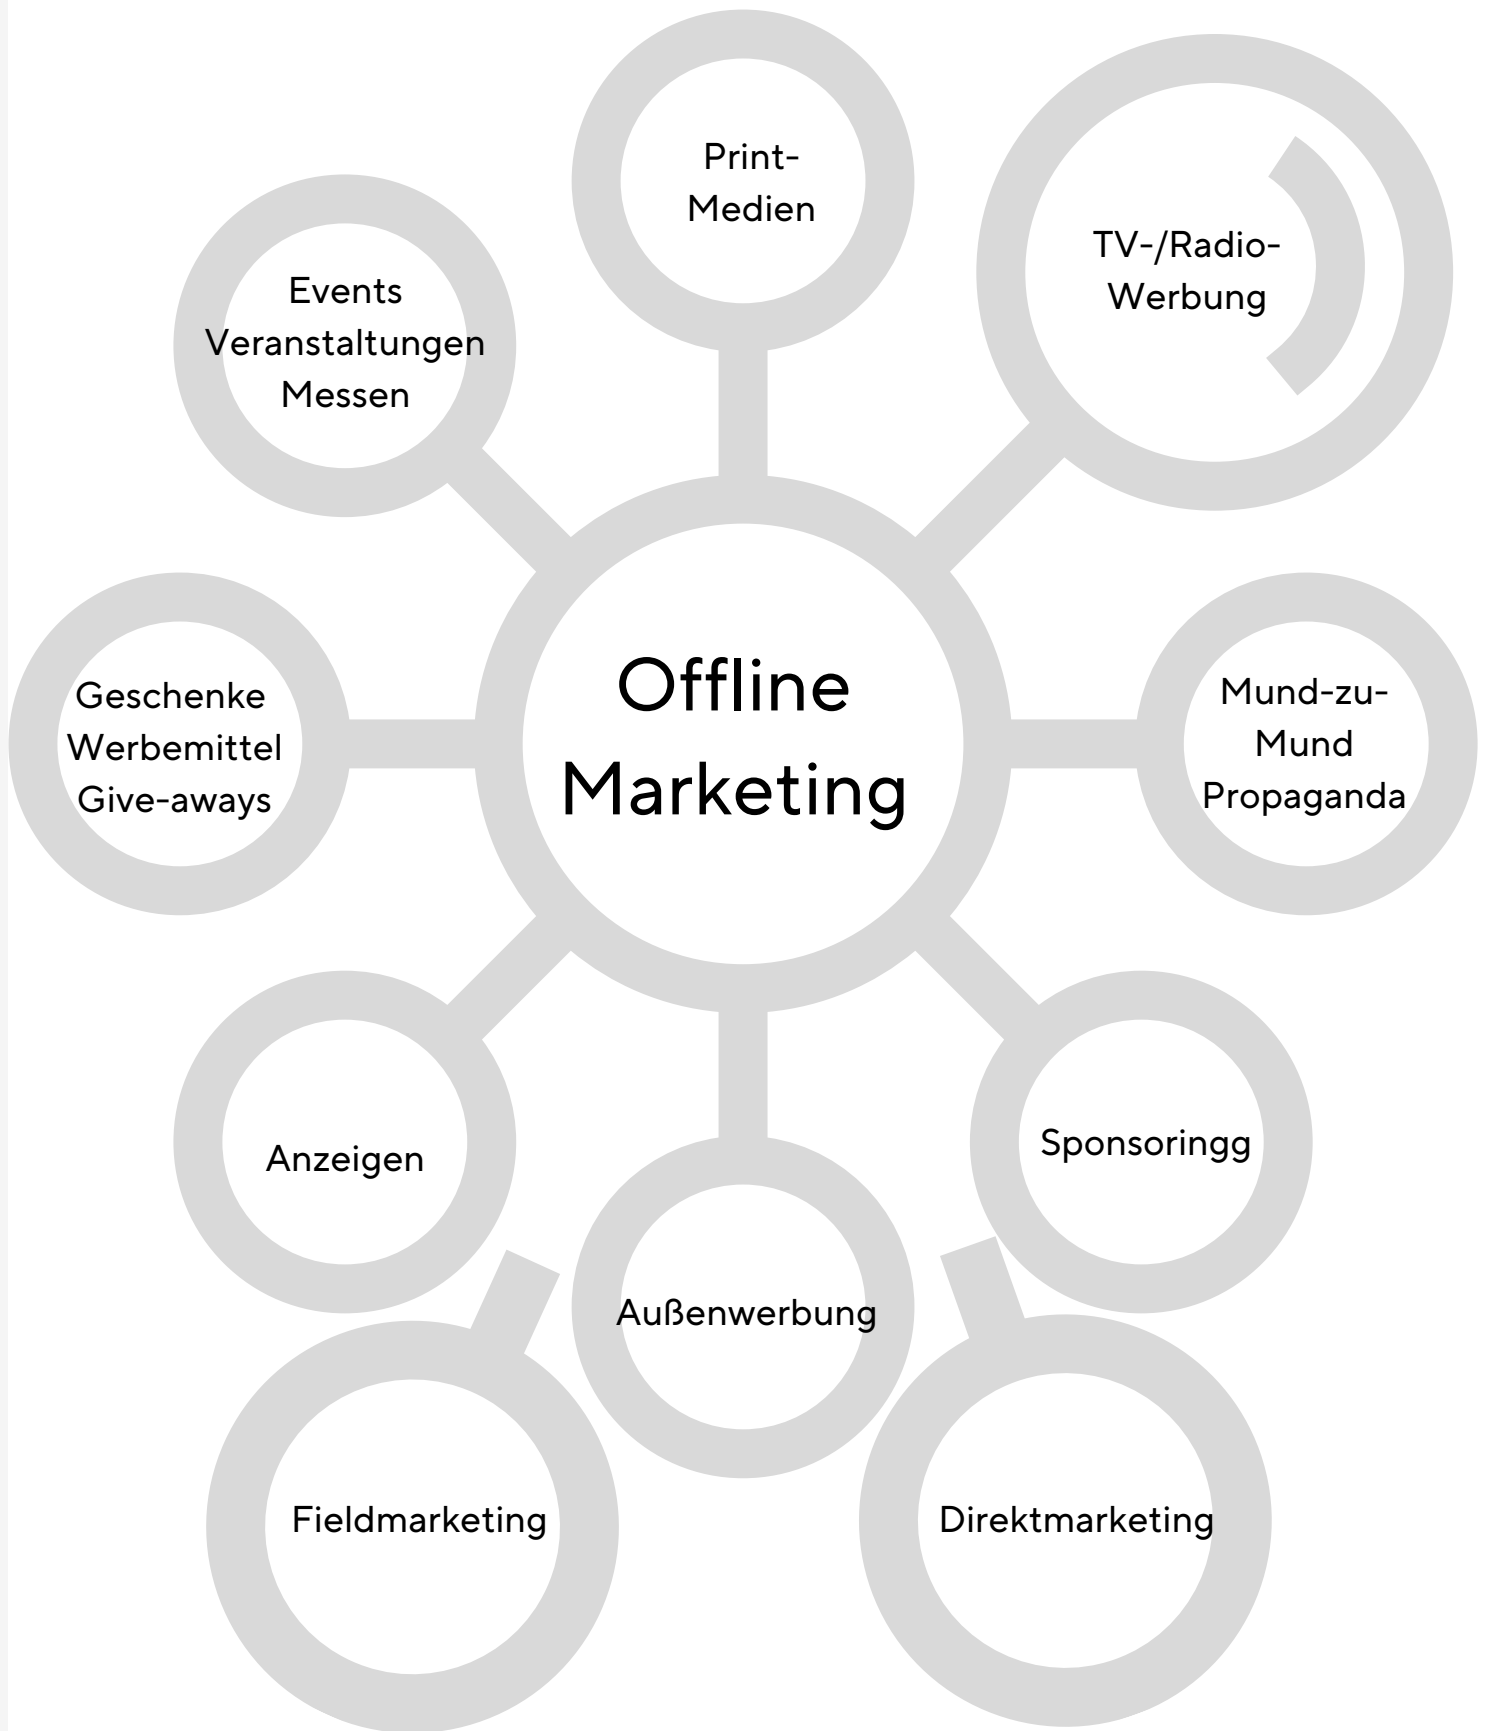 Print-
Medien
TV-/Radio-
Werbung
Events
Veranstaltungen
Messen
Offline
Marketing
Geschenke
Werbemittel
Give-aways
Mund-zu-
Mund
Propaganda
Anzeigen
Sponsoringg
Außenwerbung
Fieldmarketing
Direktmarketing